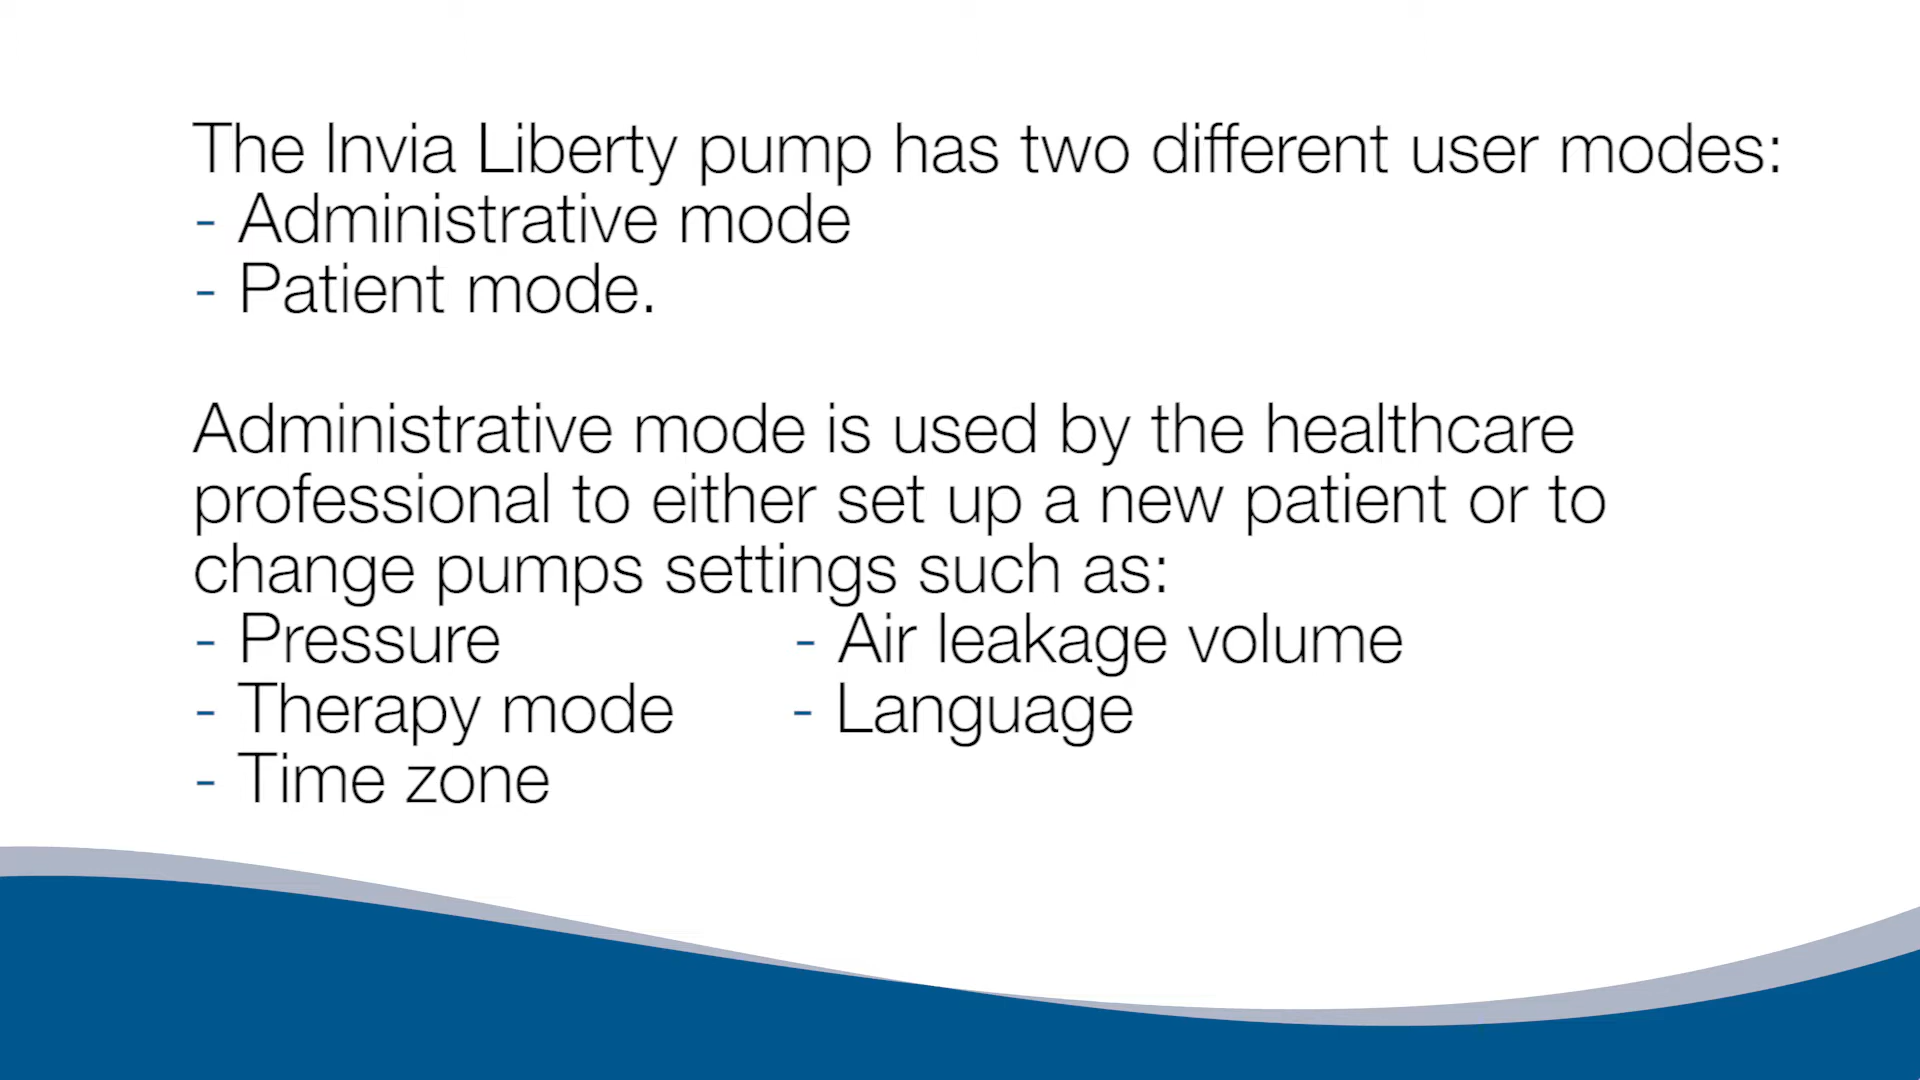 The Invia Liberty pump has two different user modes:
- Administrative mode
- Patient mode.
Administrative mode is used by the healthcare
professional to either set up a new patient or to
change pumps settings such as:
- Pressure - Air leakage volume
- Therapy mode - Language
- Time zone